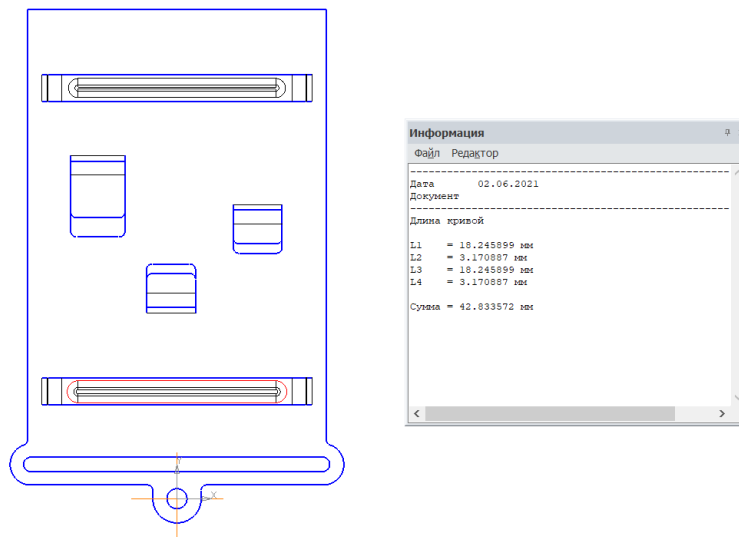 Информация
Файл Редактор
Дата 02.06.2021
Документ
Длина кривой
L1 = 18.245899 мм
L2 = 3.170887 мм
L3 = 18.245899 мм
L4 = 3.170887 мм
Сумма = 42.833572 мм
Y
X